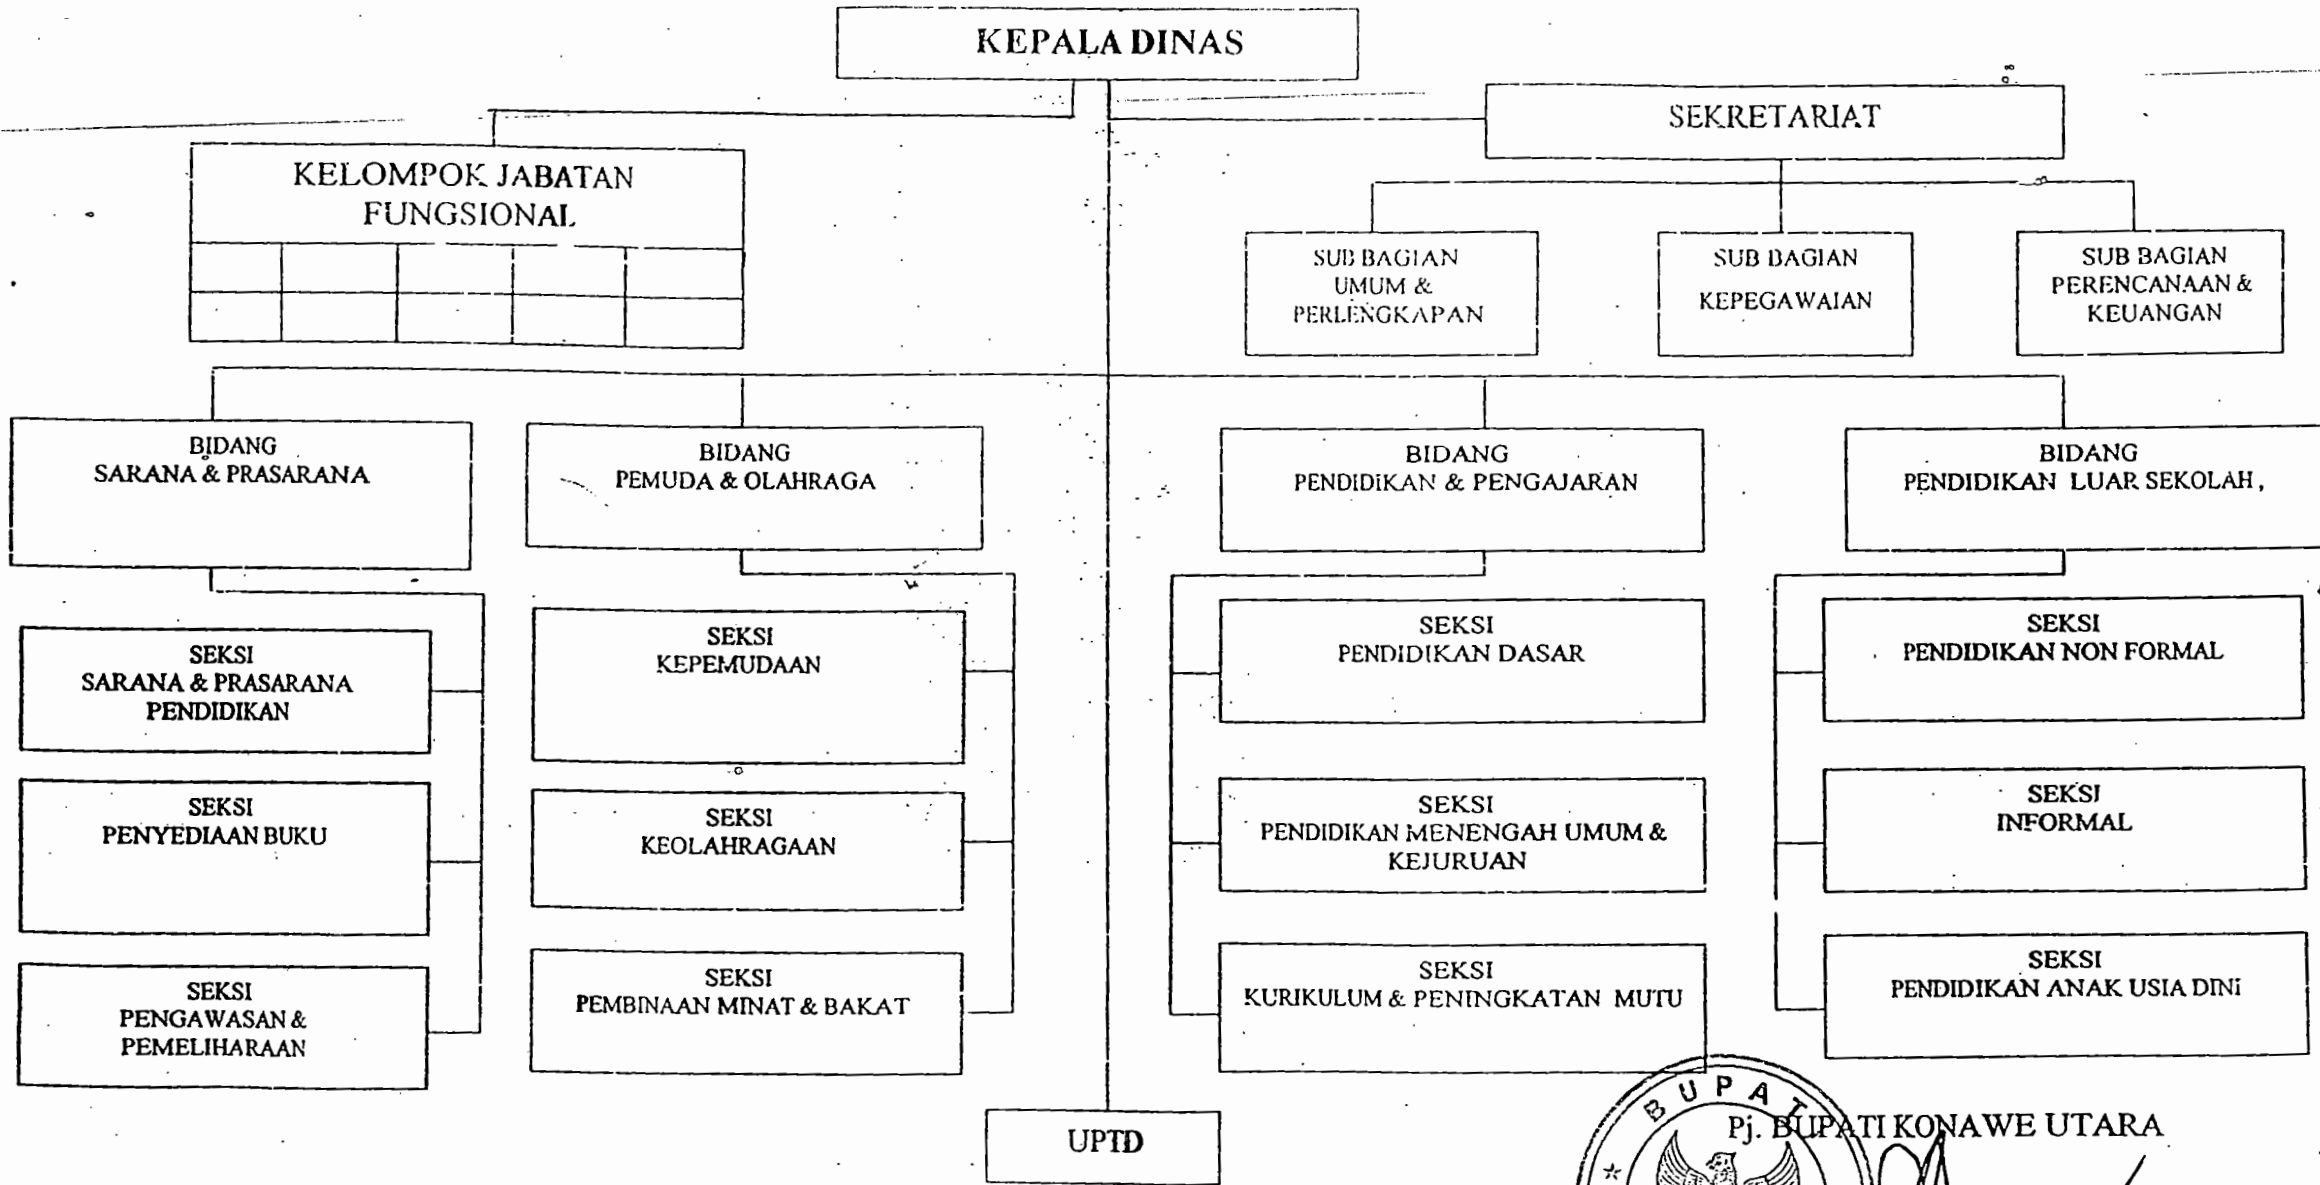 KEPALA DINAS
SEKRETARIAT
KELOMPOK JABATAN
FUNGSIONAL
SUB BAGIAN
UMUM &
PERLENGKAPAN
SUB BAGIAN
KEPEGAWAIAN
SUB BAGIAN
PERENCANAAN &
KEUANGAN
BIDANG
SARANA & PRASARANA
BIDANG
PEMUDA & OLAHRAGA
BIDANG
PENDIDIKAN & PENGAJARAN
BIDANG
PENDIDIKAN LUAR SEKOLAH,
SEKSI
SARANA & PRASARANA
PENDIDIKAN
SEKSI
PENYEDIAAN BUKU
SEKSI
PENGAWASAN &
PEMELIHARAAN
SEKSI
KEPEMUDAAN
SEKSI
KEOLAHRAGAAN
SEKSI
PEMBINAAN MINAT & BAKAT
SEKSI
PENDIDIKAN DASAR
SEKSI
PENDIDIKAN MENENGAH UMUM &
KEJURUAN
SEKSI
KURIKULUM & PENINGKATAN MUTU
SEKSI
PENDIDIKAN NON FORMAL
SEKSI
INFORMAL
SEKSI
PENDIDIKAN ANAK USIA DINI
UPTD
BUPAT
Pj. BUPATI KONAWE UTARA